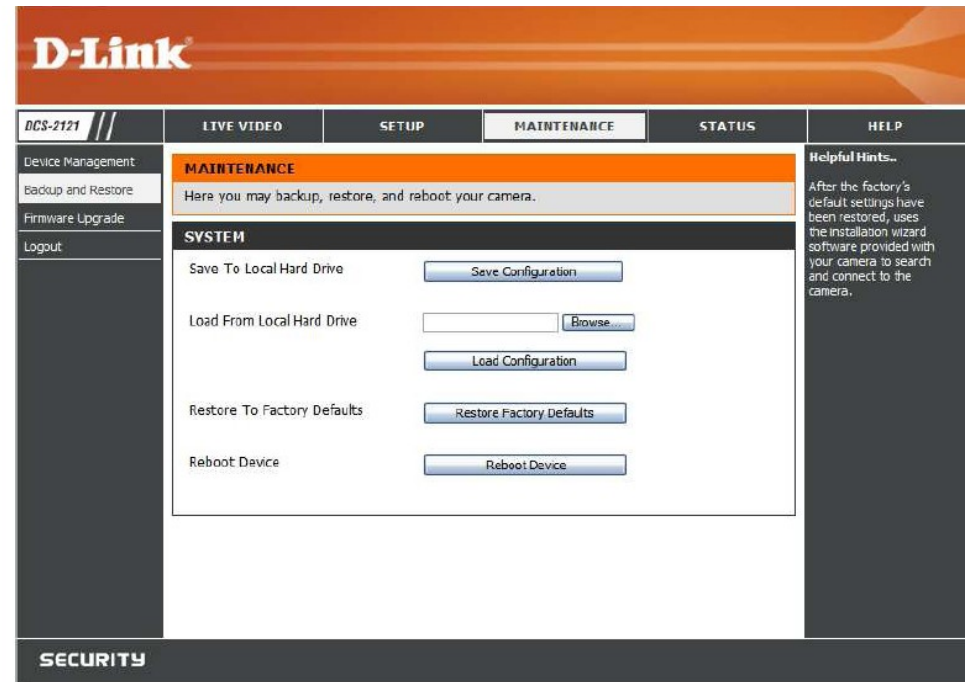 D-Link®
DCS-2121
LIVE VIDEO
SETUP
MAINTENANCE
STATUS
HELP
Device Management
Backup and Restore
Firmware Upgrade
Logout
MAINTENANCE
Here you may backup, restore, and reboot your camera.
SYSTEM
Save To Local Hard Drive
Save Configuration
Load From Local Hard Drive
Browse...
Load Configuration
Restore To Factory Defaults
Restore Factory Defaults
Reboot Device
Reboot Device
Helpful Hints..
After the factory's
default settings have
been restored, uses
the installation wizard
software provided with
your camera to search
and connect to the
camera.
SECURITY